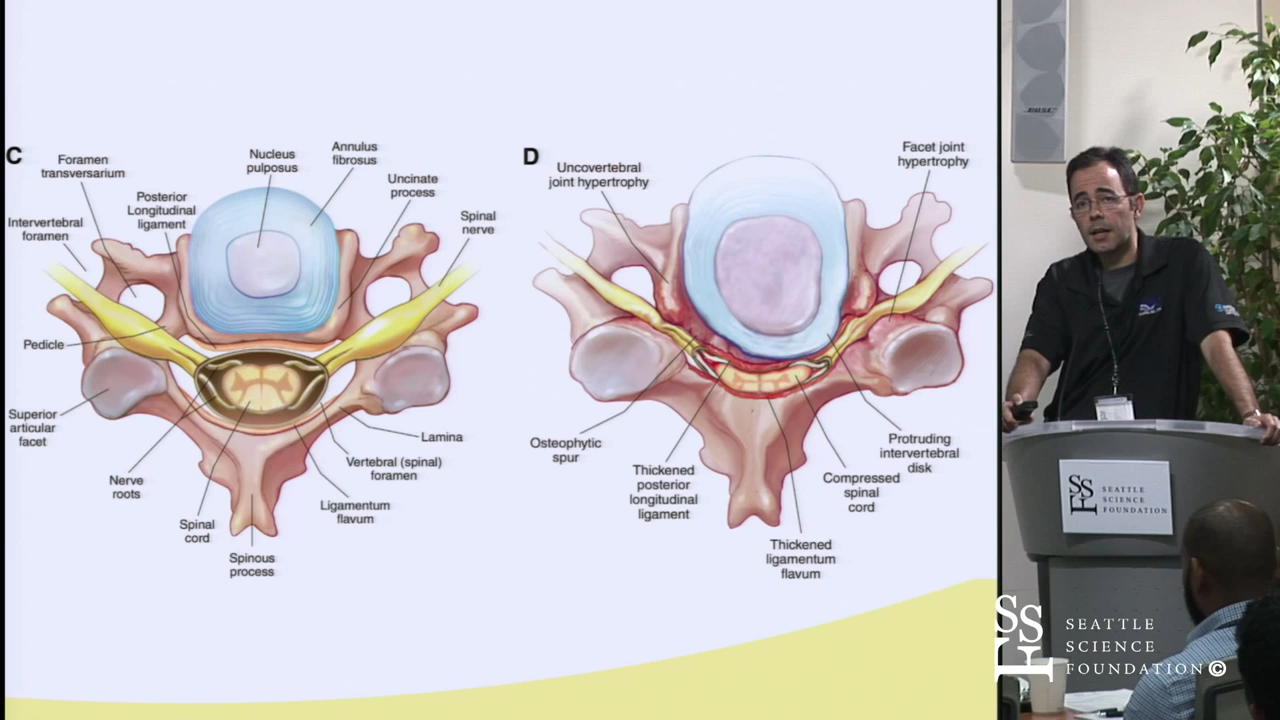 C
Foramen
transversarium
Nucleus
pulposus
Annulus
fibrosus
Uncinate
process
Posterior
Longitudinal
ligament
Intervertebral
foramen
Spinal
nerve
Pedicle
Superior
articular
facet
Nerve
roots
Spinal
cord
Spinous
process
Ligamentum
flavum
Vertebral (spinal)
foramen
Lamina
D
Uncovertebral
joint hypertrophy
Facet joint
hypertrophy
Osteophytic
spur
Thickened
posterior
longitudinal
ligament
Thickened
ligamentum
flavum
Compressed
spinal
cord
Protruding
intervertebral
disk
BOSE
SSF
SEATTLE
SCIENCE
FOUNDATION
SSF
SEATTLE
SCIENCE
FOUNDATION©